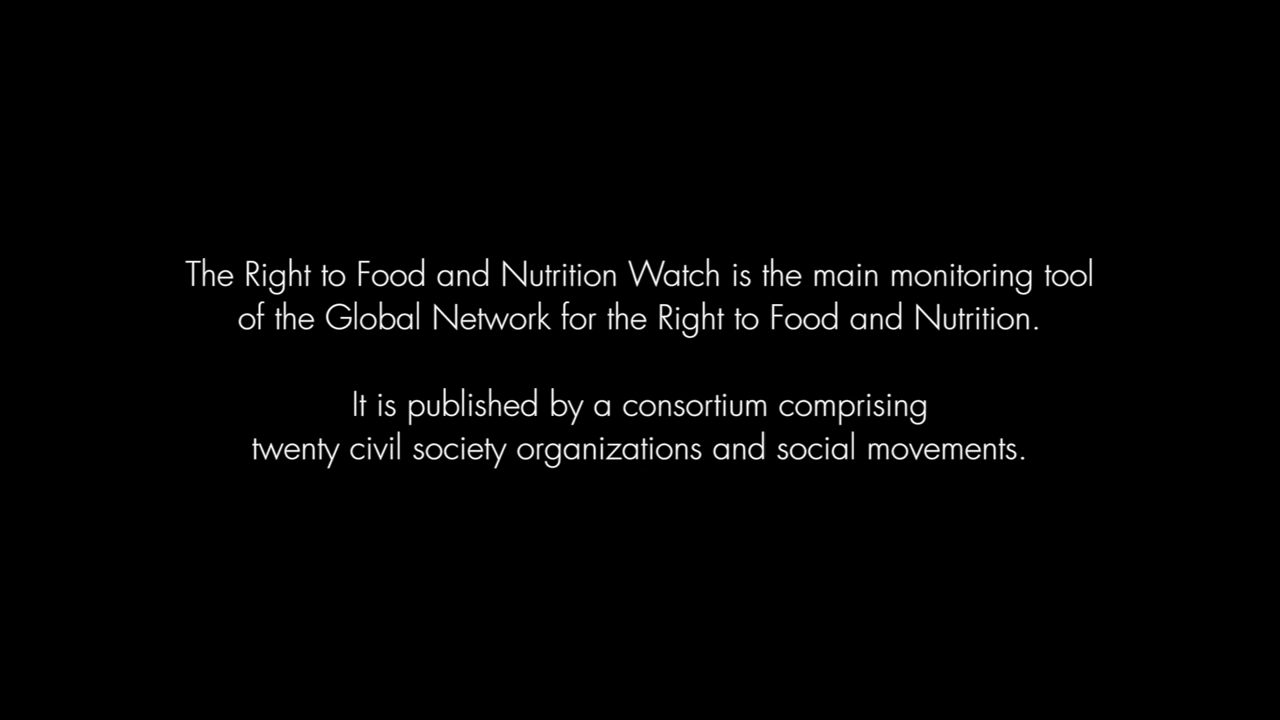 The Right to Food and Nutrition Watch is the main monitoring tool
of the Global Network for the Right to Food and Nutrition.
It is published by a consortium comprising
twenty civil society organizations and social movements.